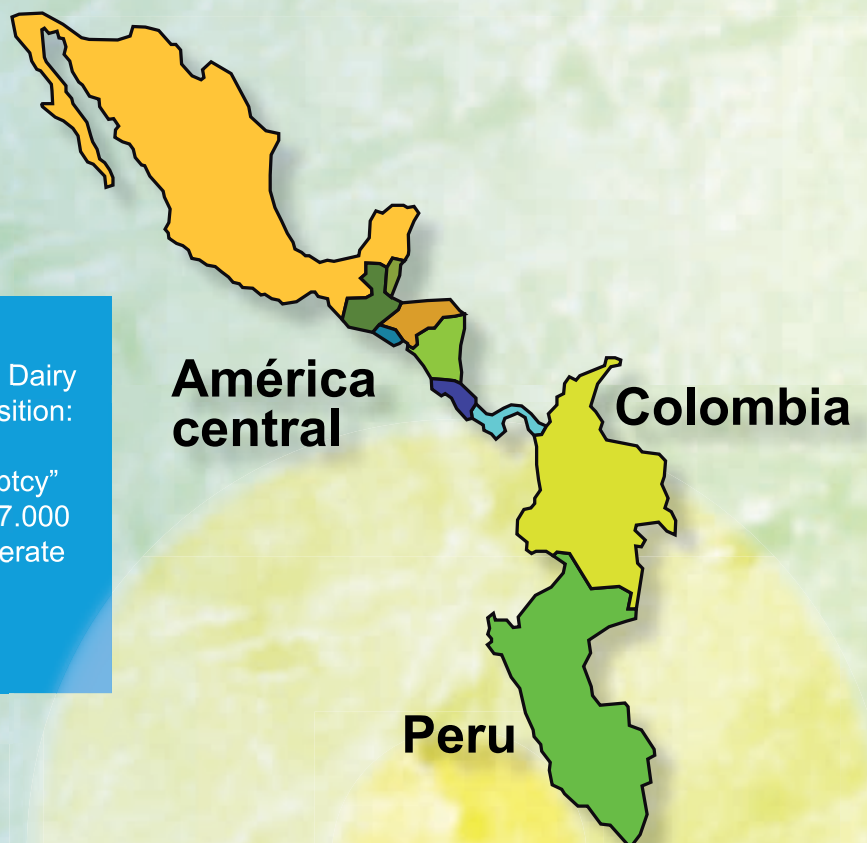 Dairy
sition:
ptcy”
7.000
erate
América
central
Colombia
Peru